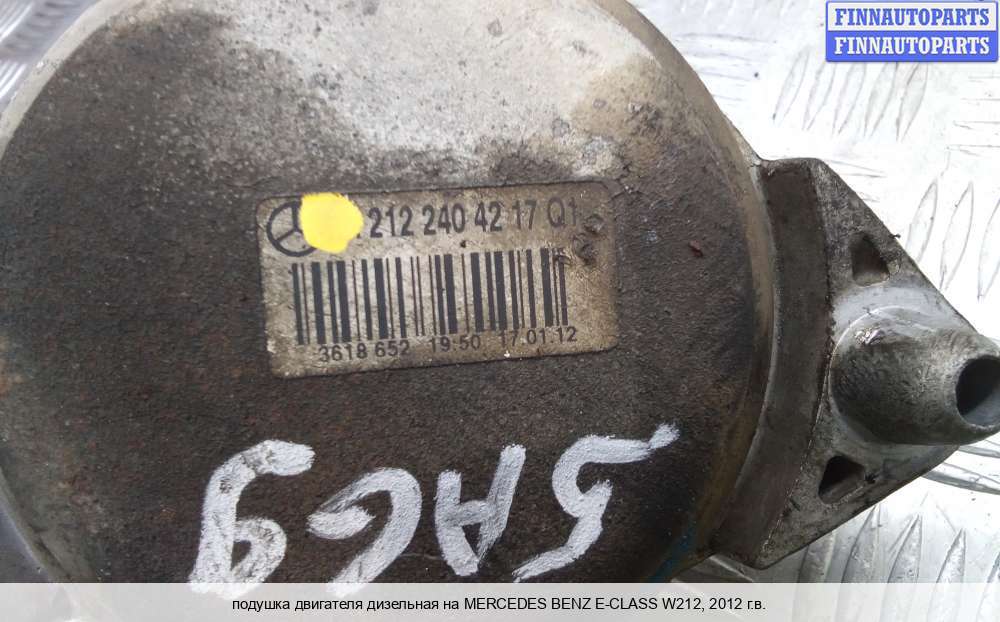 FINNAUTOPARTS
FINNAUTOPARTS
212 240 42 17 Q1
3618 652 19:50 17.01.12
5AG9
подушка двигателя дизельная на MERCEDES BENZ E-CLASS W212, 2012 г.в.